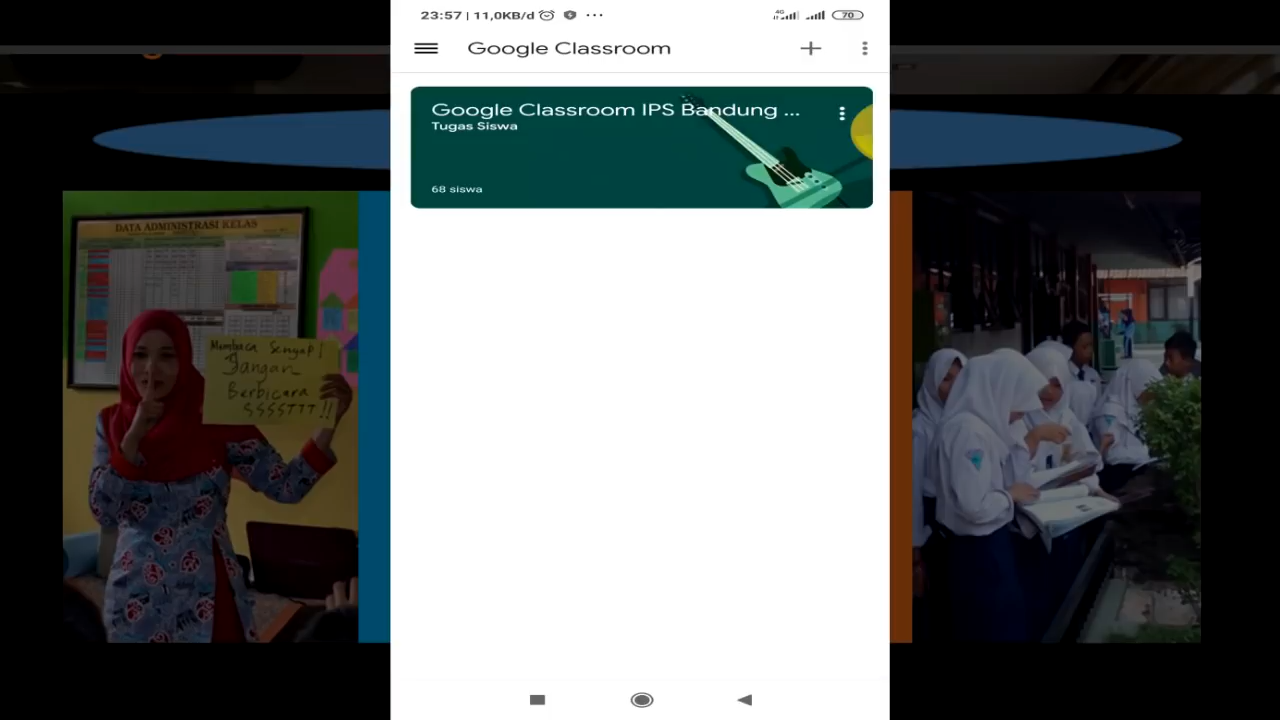 23:57 | 11,0KB/d ...
4G
70
Google Classroom
Google Classroom IPS Bandung ...
Tugas Siswa
68 siswa
DATA ADMINISTRASI KELAS
Membaca Senyap!
Jangan
Berbicara
SSSSTTT!!